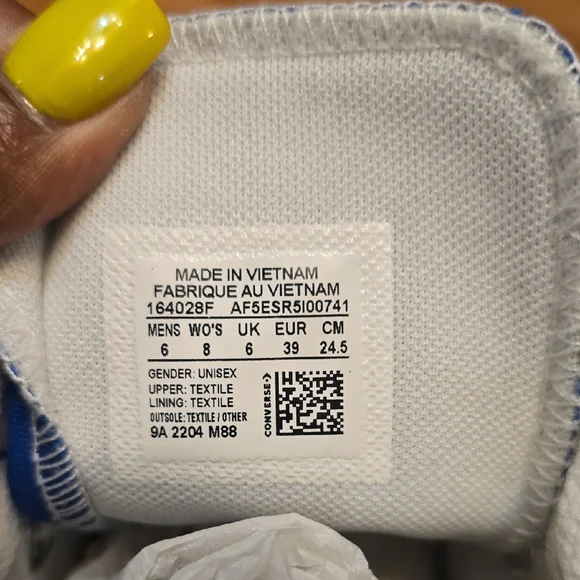 MADE IN VIETNAM
FABRIQUE AU VIETNAM
164028F AF5ESR5I00741
MENS WO'S UK EUR CM
6 8 6 39 24.5
GENDER: UNISEX
UPPER: TEXTILE
LINING: TEXTILE
OUTSOLE: TEXTILE / OTHER
9A 2204 M88
CONVERSE